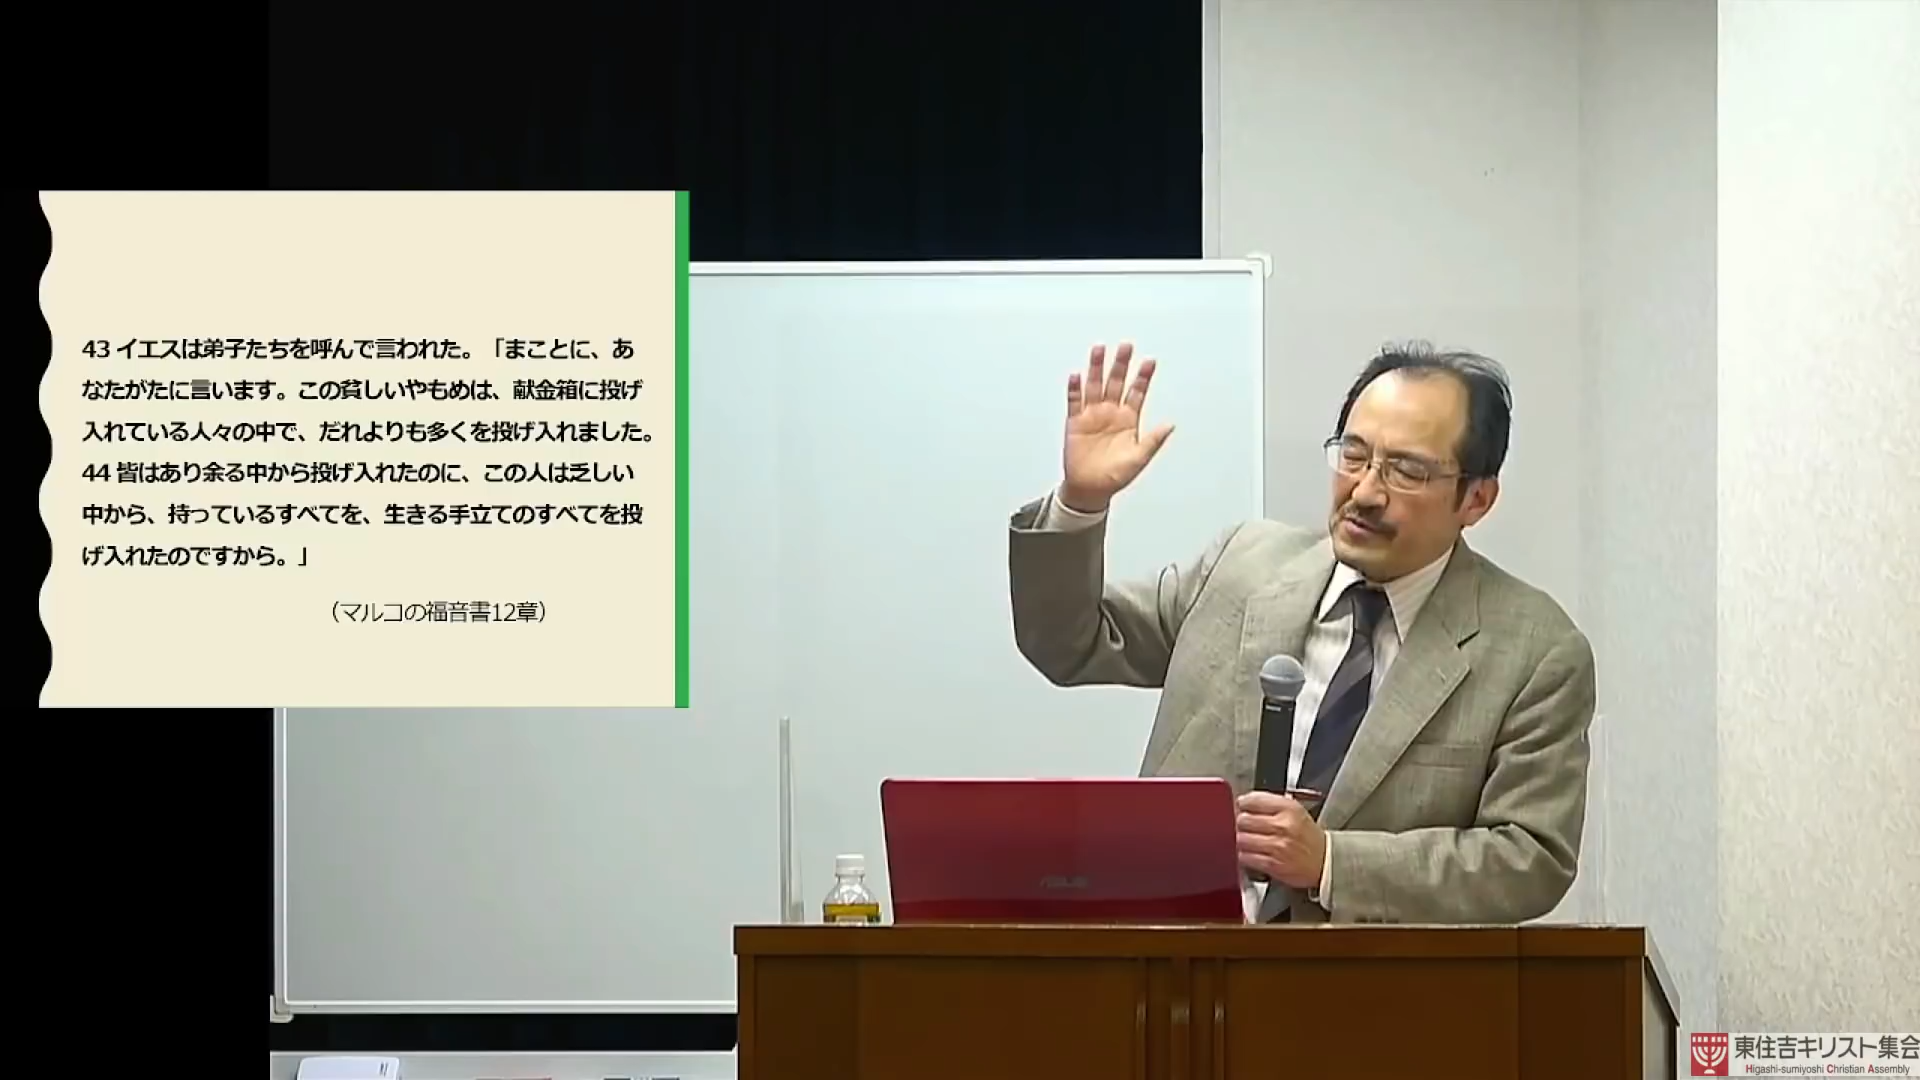 43 イエスは弟子たちを呼んで言われた。「まことに、あ
なたがたに言います。この貧しいやもめは、献金箱に投げ
入れている人々の中で、だれよりも多くを投げ入れました。
44 皆はあり余る中から投げ入れたのに、この人は乏しい
中から、持っているすべてを、生きる手立てのすべてを投
げ入れたのですから。」
（マルコの福音書12章）
ASUS
東住吉キリスト集会
Higashi-sumiyoshi Christian Assembly